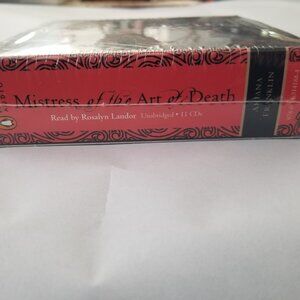 Mistress of the Art of Death
Read by Rosalyn Landor Unabridged • 11 CDs
ARIANA
FRANKLIN